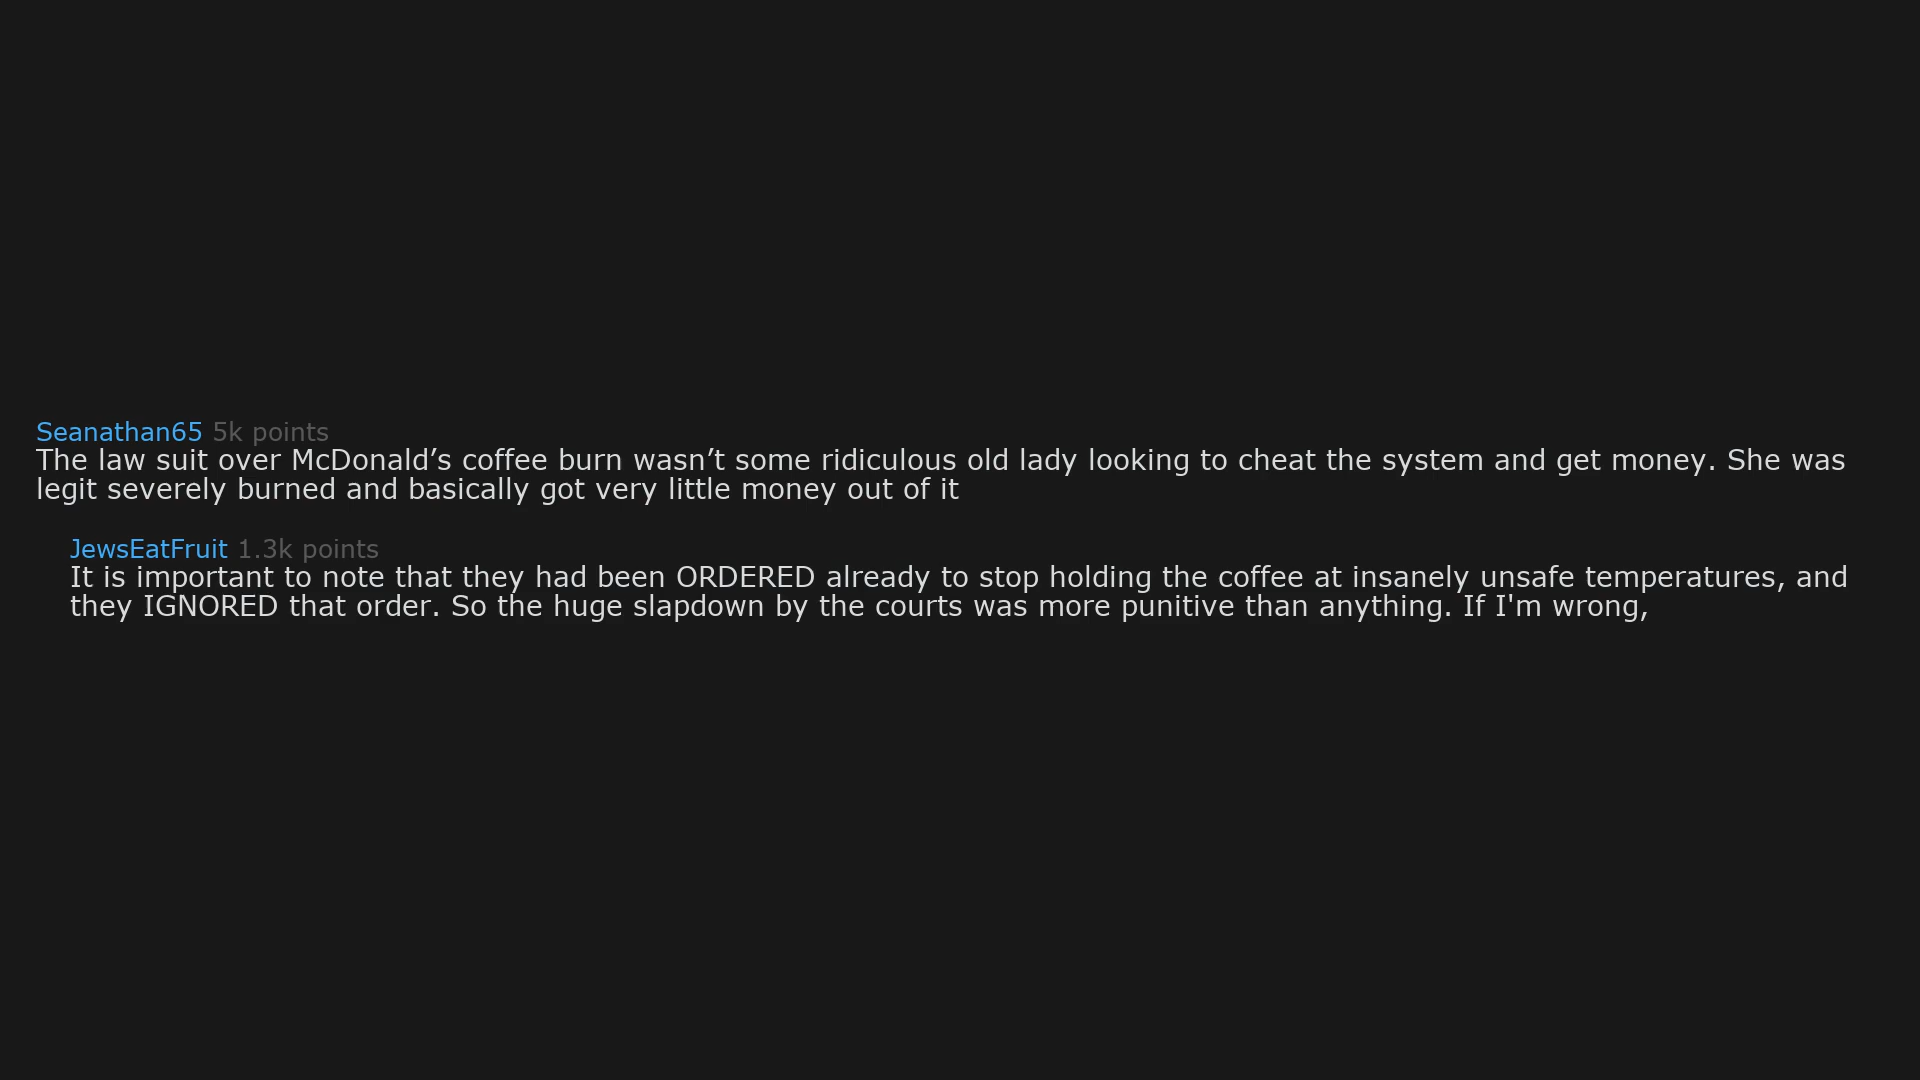 Seanathan65 5k points
The law suit over McDonald’s coffee burn wasn’t some ridiculous old lady looking to cheat the system and get money. She was
legit severely burned and basically got very little money out of it
JewsEatFruit 1.3k points
It is important to note that they had been ORDERED already to stop holding the coffee at insanely unsafe temperatures, and
they IGNORED that order. So the huge slapdown by the courts was more punitive than anything. If I'm wrong,